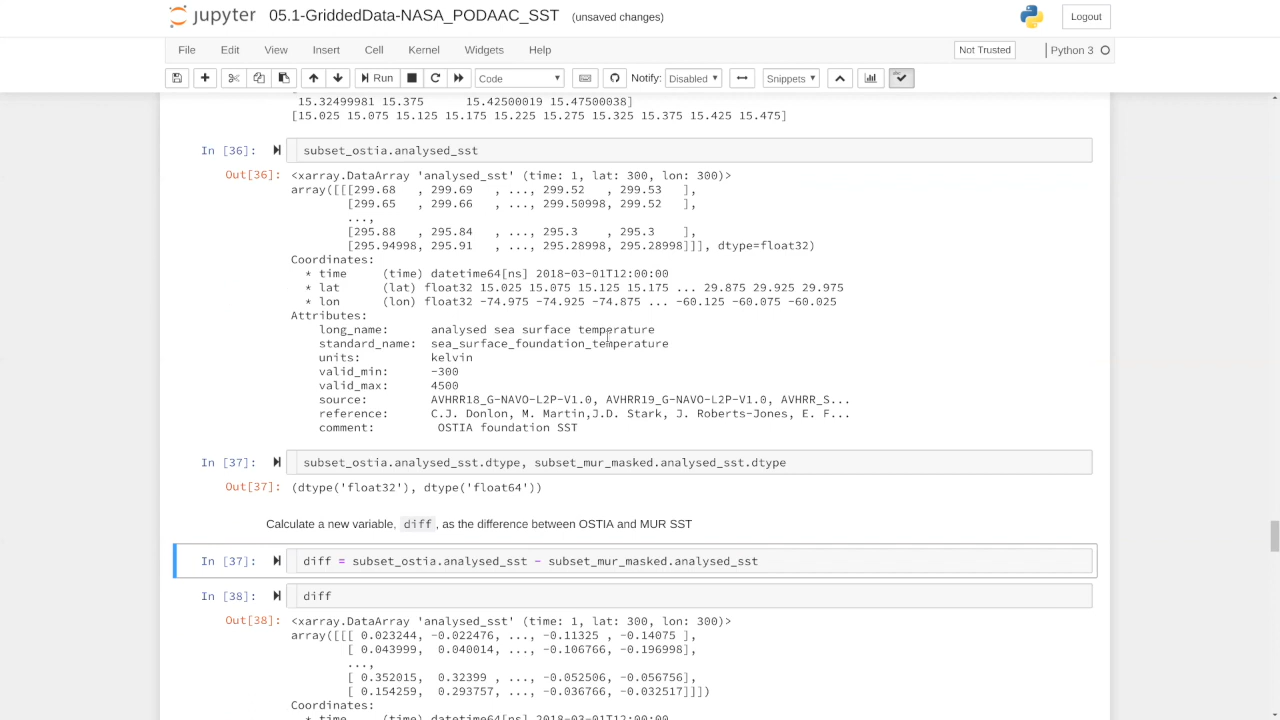 jupyter 05.1-GriddedData-NASA_PODAAC_SST (unsaved changes) Logout
File Edit View Insert Cell Kernel Widgets Help Not Trusted Python 3
Run Code Notify: Disabled Snippets
15.32499981 15.375 15.42500019 15.47500038]
[15.025 15.075 15.125 15.175 15.225 15.275 15.325 15.375 15.425 15.475]
In [36]: subset_ostia.analysed_sst
Out[36]: <xarray.DataArray 'analysed_sst' (time: 1, lat: 300, lon: 300)>
array([[[299.68 , 299.69 , ..., 299.52 , 299.53 ],
[299.65 , 299.66 , ..., 299.50998, 299.52 ],
...,
[295.88 , 295.84 , ..., 295.3 , 295.3 ],
[295.94998, 295.91 , ..., 295.28998, 295.28998]]], dtype=float32)
Coordinates:
* time (time) datetime64[ns] 2018-03-01T12:00:00
* lat (lat) float32 15.025 15.075 15.125 15.175 ... 29.875 29.925 29.975
* lon (lon) float32 -74.975 -74.925 -74.875 ... -60.125 -60.075 -60.025
Attributes:
long_name: analysed sea surface temperature
standard_name: sea_surface_foundation_temperature
units: kelvin
valid_min: -300
valid_max: 4500
source: AVHRR18_G-NAVO-L2P-V1.0, AVHRR19_G-NAVO-L2P-V1.0, AVHRR_S...
reference: C.J. Donlon, M. Martin,J.D. Stark, J. Roberts-Jones, E. F...
comment: OSTIA foundation SST
In [37]: subset_ostia.analysed_sst.dtype, subset_mur_masked.analysed_sst.dtype
Out[37]: (dtype('float32'), dtype('float64'))
Calculate a new variable, diff , as the difference between OSTIA and MUR SST
In [37]: diff = subset_ostia.analysed_sst - subset_mur_masked.analysed_sst
In [38]: diff
Out[38]: <xarray.DataArray 'analysed_sst' (time: 1, lat: 300, lon: 300)>
array([[[ 0.023244, -0.022476, ..., -0.11325 , -0.14075 ],
[ 0.043999, 0.040014, ..., -0.106766, -0.196998],
...,
[ 0.352015, 0.32399 , ..., -0.052506, -0.056756],
[ 0.154259, 0.293757, ..., -0.036766, -0.032517]]])
Coordinates:
* time (time) datetime64[ns] 2018-03-01T12:00:00